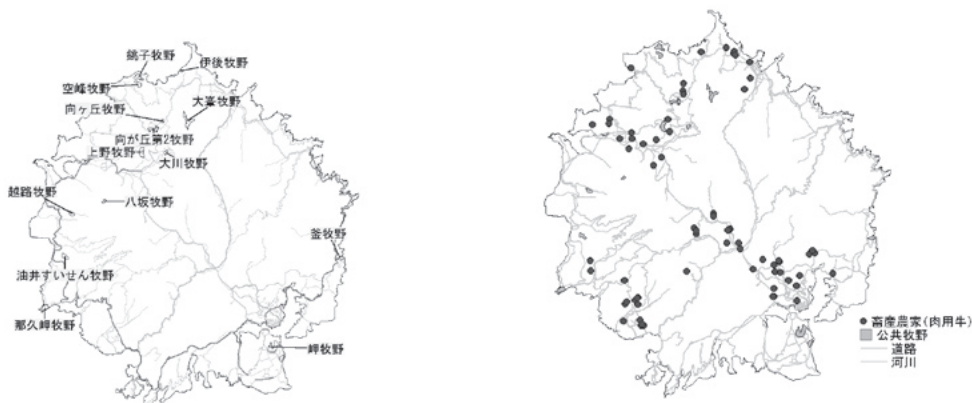 銚子牧野
伊後牧野
空峰牧野
向ヶ丘牧野
大峯牧野
向が丘第2牧野
上野牧野
大川牧野
越路牧野
八坂牧野
釜牧野
油井すいせん牧野
那久岬牧野
岬牧野
畜産農家(肉用牛)
公共牧野
道路
河川